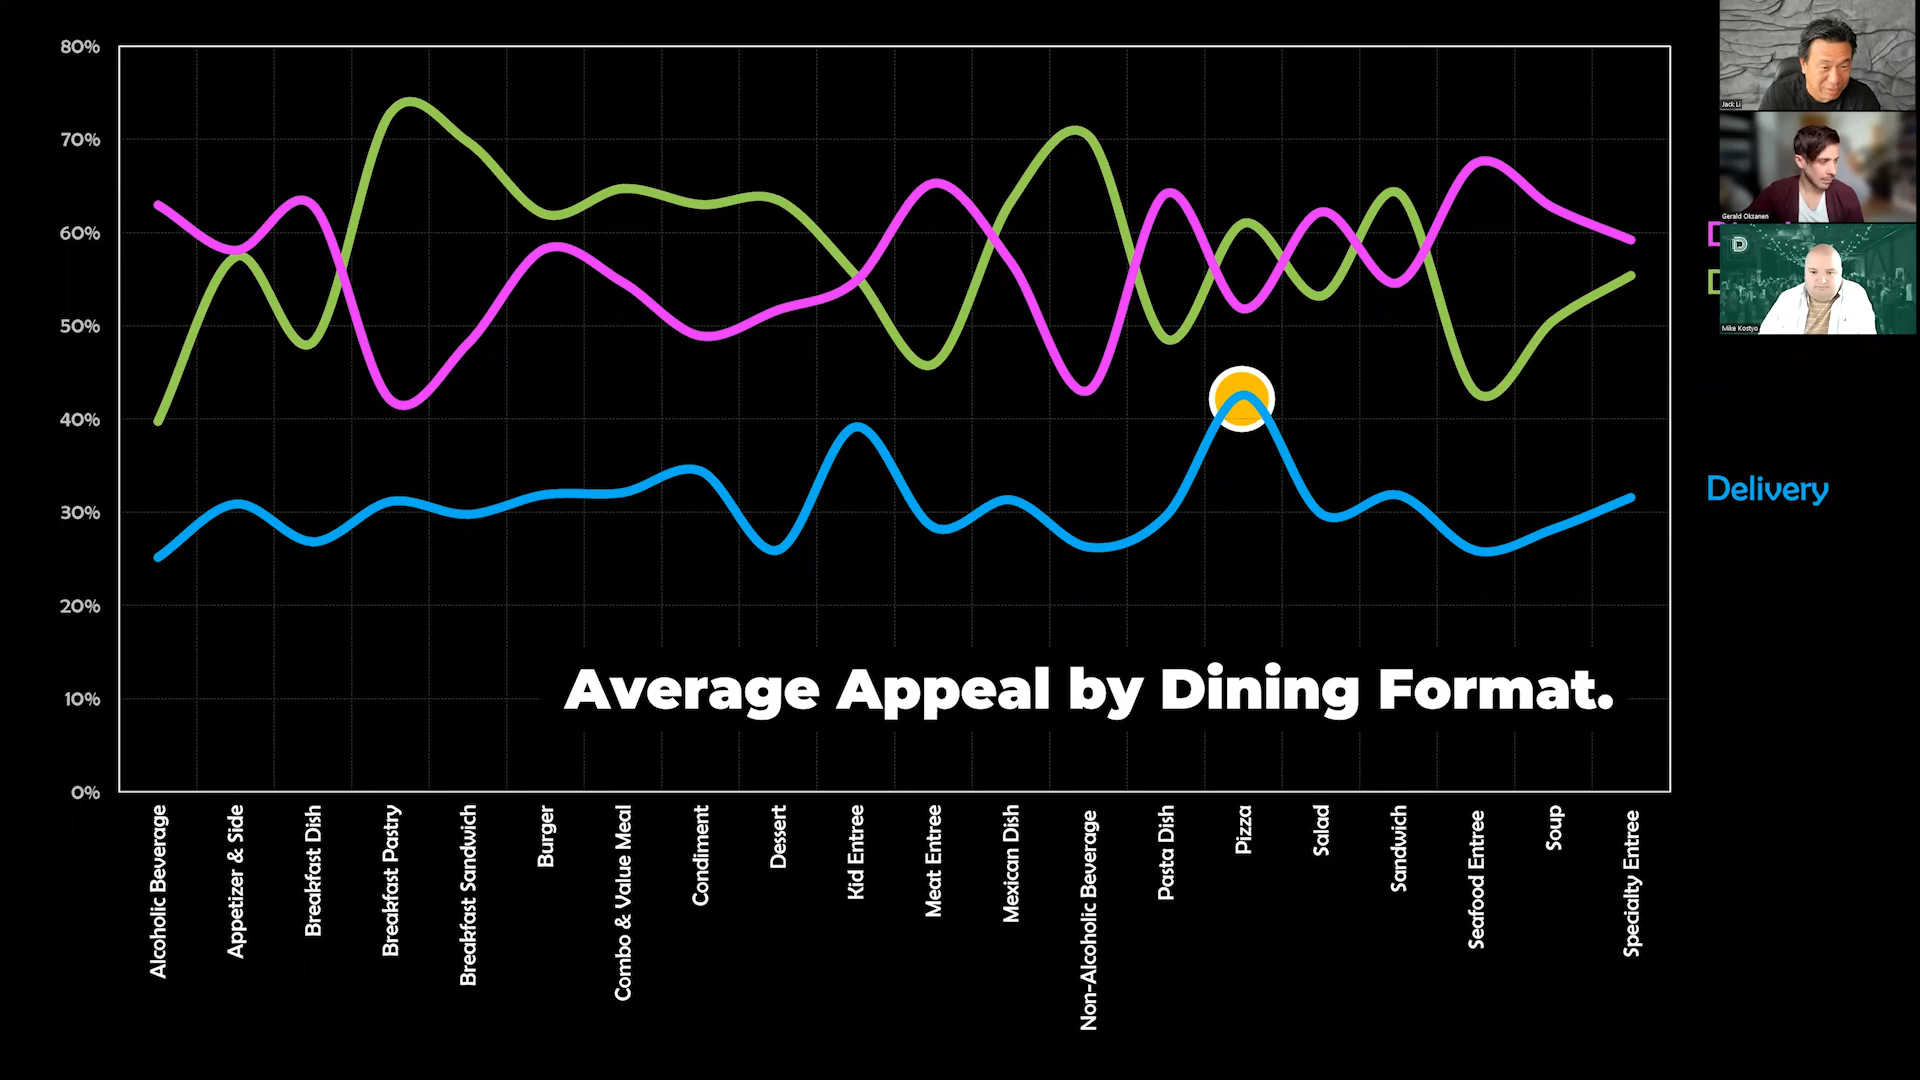 80%
70%
60%
50%
40%
30%
20%
10%
0%
Average Appeal by Dining Format.
Alcoholic Beverage
Appetizer & Side
Breakfast Dish
Breakfast Pastry
Breakfast Sandwich
Burger
Combo & Value Meal
Condiment
Dessert
Kid Entree
Meat Entree
Mexican Dish
Non-Alcoholic Beverage
Pasta Dish
Pizza
Salad
Sandwich
Seafood Entree
Soup
Specialty Entree
Delivery
Jack Li
Gerald Oksanen
Mike Kostyo